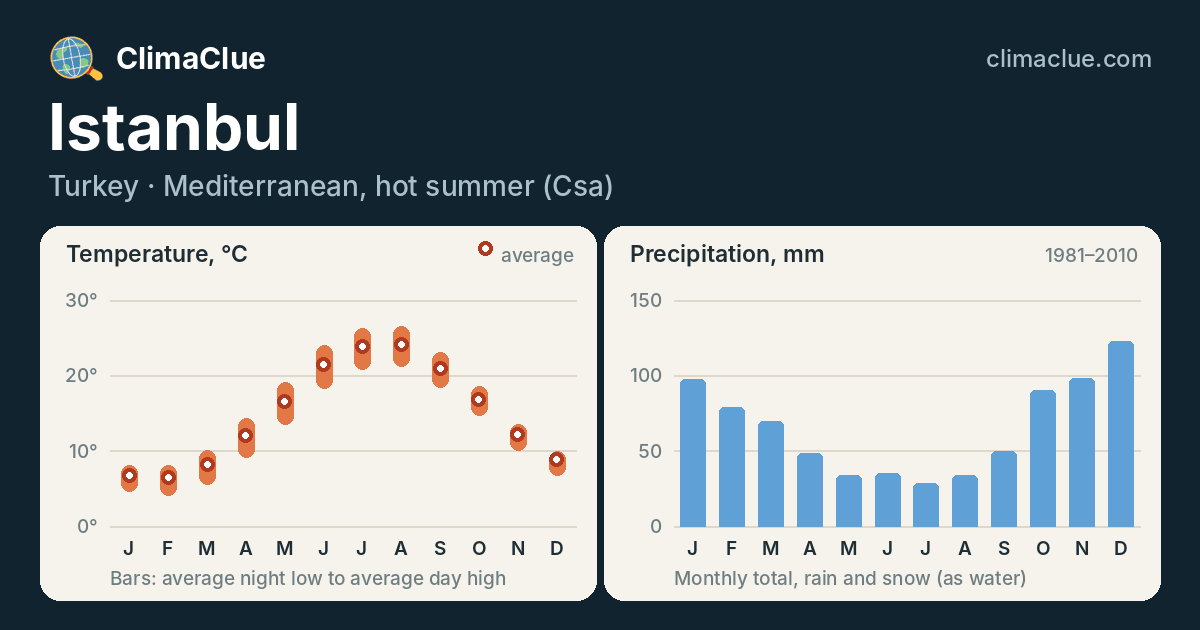 ClimaClue
climaclue.com
Istanbul
Turkey · Mediterranean, hot summer (Csa)
Temperature, °C
average
30°
20°
10°
0°
J F M A M J J A S O N D
Bars: average night low to average day high
Precipitation, mm
1981–2010
150
100
50
0
J F M A M J J A S O N D
Monthly total, rain and snow (as water)